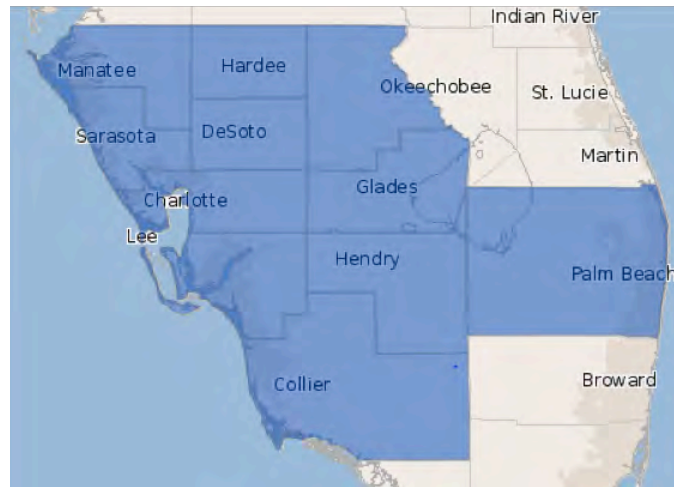 Indian River
Manatee
Hardee
Okeechobee
St. Lucie
Sarasota
DeSoto
Martin
Charlotte
Glades
Lee
Hendry
Palm Beach
Collier
Broward